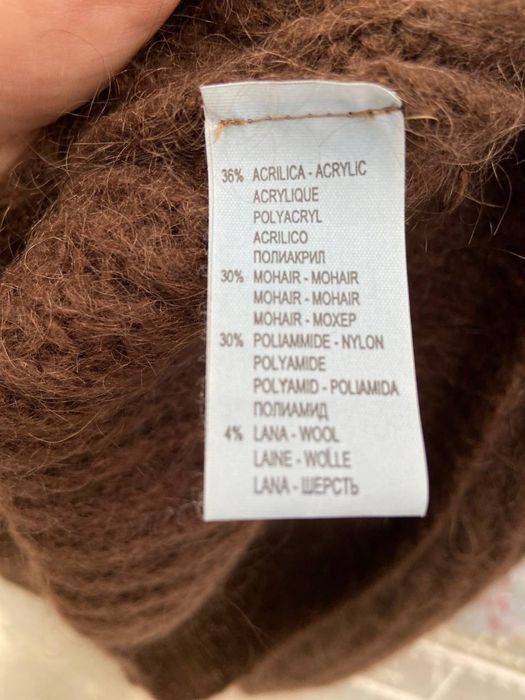 36% ACRILICA - ACRYLIC
ACRYLIQUE
POLYACRYL
ACRILICO
ПОЛИАКРИЛ
30% MOHAIR - MOHAIR
MOHAIR - MOHAIR
MOHAIR - МОХЕР
30% POLIAMMIDE - NYLON
POLYAMIDE
POLYAMID - POLIAMIDA
ПОЛИАМИД
4% LANA - WOOL
LAINE - WOLLE
LANA - ШЕРСТЬ